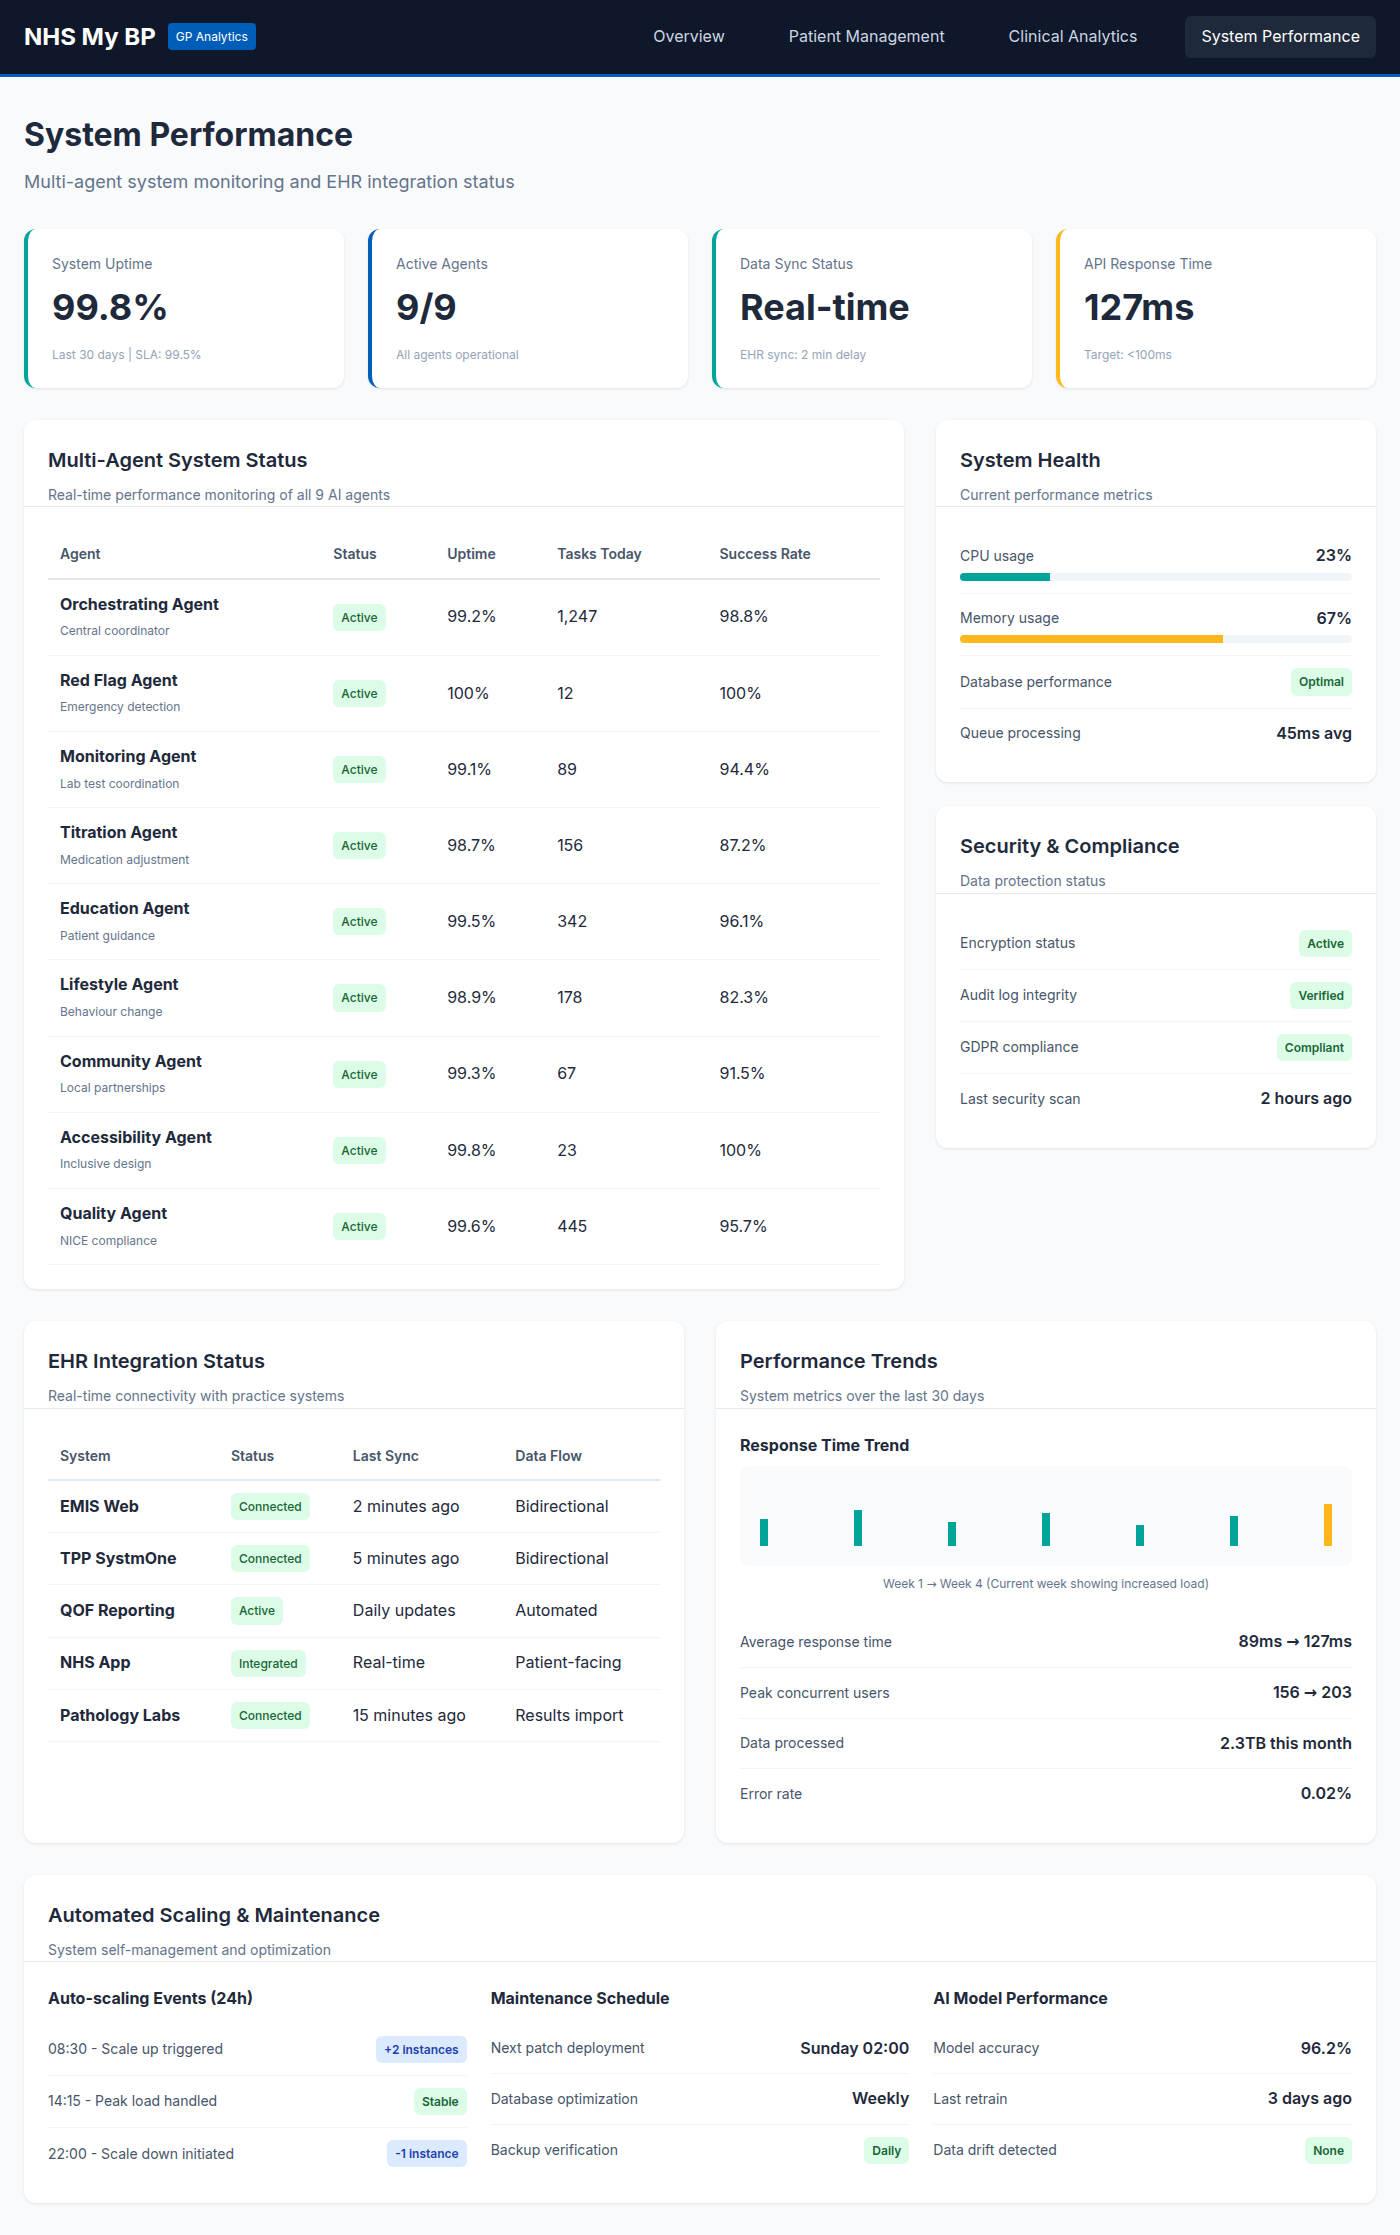 NHS My BP
GP Analytics
Overview
Patient Management
Clinical Analytics
System Performance
System Performance
Multi-agent system monitoring and EHR integration status
System Uptime
99.8%
Last 30 days | SLA: 99.5%
Active Agents
9/9
All agents operational
Data Sync Status
Real-time
EHR sync: 2 min delay
API Response Time
127ms
Target: <100ms
Multi-Agent System Status
Real-time performance monitoring of all 9 AI agents
Agent Status Uptime Tasks Today Success Rate
Orchestrating Agent
Central coordinator
Active 99.2% 1,247 98.8%
Red Flag Agent
Emergency detection
Active 100% 12 100%
Monitoring Agent
Lab test coordination
Active 99.1% 89 94.4%
Titration Agent
Medication adjustment
Active 98.7% 156 87.2%
Education Agent
Patient guidance
Active 99.5% 342 96.1%
Lifestyle Agent
Behaviour change
Active 98.9% 178 82.3%
Community Agent
Local partnerships
Active 99.3% 67 91.5%
Accessibility Agent
Inclusive design
Active 99.8% 23 100%
Quality Agent
NICE compliance
Active 99.6% 445 95.7%
System Health
Current performance metrics
CPU usage 23%
Memory usage 67%
Database performance Optimal
Queue processing 45ms avg
Security & Compliance
Data protection status
Encryption status Active
Audit log integrity Verified
GDPR compliance Compliant
Last security scan 2 hours ago
EHR Integration Status
Real-time connectivity with practice systems
System Status Last Sync Data Flow
EMIS Web Connected 2 minutes ago Bidirectional
TPP SystmOne Connected 5 minutes ago Bidirectional
QOF Reporting Active Daily updates Automated
NHS App Integrated Real-time Patient-facing
Pathology Labs Connected 15 minutes ago Results import
Performance Trends
System metrics over the last 30 days
Response Time Trend
Week 1 → Week 4 (Current week showing increased load)
Average response time 89ms → 127ms
Peak concurrent users 156 → 203
Data processed 2.3TB this month
Error rate 0.02%
Automated Scaling & Maintenance
System self-management and optimization
Auto-scaling Events (24h)
08:30 - Scale up triggered +2 instances
14:15 - Peak load handled Stable
22:00 - Scale down initiated -1 instance
Maintenance Schedule
Next patch deployment Sunday 02:00
Database optimization Weekly
Backup verification Daily
AI Model Performance
Model accuracy 96.2%
Last retrain 3 days ago
Data drift detected None